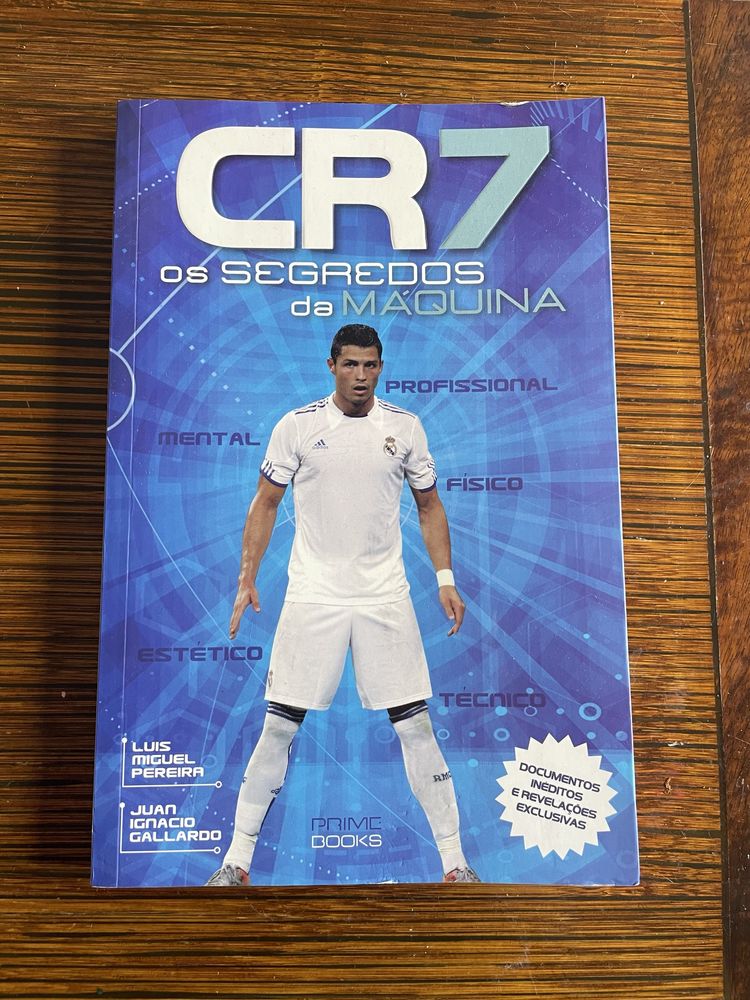 CR7
os SEGREDOS
da MÁQUINA
PROFISSIONAL
MENTAL
FÍSICO
adidas
ESTÉTICO
TÉCNICO
LUIS
MIGUEL
PEREIRA
JUAN
IGNACIO
GALLARDO
PRIME
BOOKS
DOCUMENTOS
INÉDITOS
E REVELAÇÕES
EXCLUSIVAS